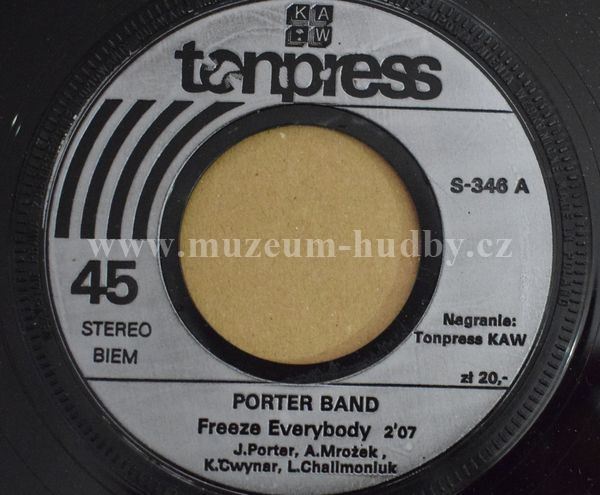 KAW
tonpress
S-346 A
www.muzeum-hudby.cz
45
STEREO
BIEM
Nagranie:
Tonpress KAW
zł 20,-
PORTER BAND
Freeze Everybody 2'07
J.Porter, A.Mrożek,
K.Cwynar, L.Chalimoniuk